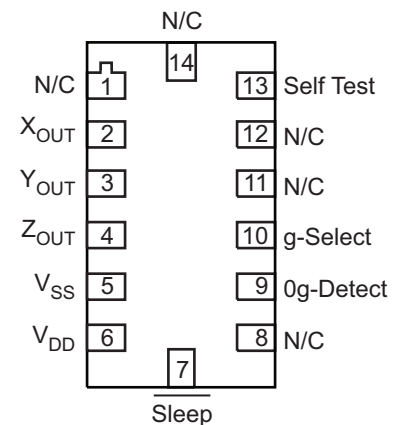 N/C
14
N/C 1 13 Self Test
XOUT 2 12 N/C
YOUT 3 11 N/C
ZOUT 4 10 g-Select
VSS 5 9 0g-Detect
VDD 6 8 N/C
7
Sleep